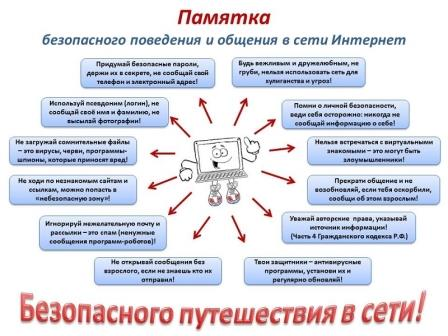 Памятка
безопасного поведения и общения в сети Интернет
Придумай безопасные пароли,
держи их в секрете, не сообщай свой
телефон и электронный адрес!
Будь вежливым и дружелюбным, не
груби, нельзя использовать сеть для
хулиганства и угроз!
Используй псевдоним (логин), не
сообщай своё имя и фамилию, не
высылай фотографии!
Помни о личной безопасности,
веди себя осторожно: никогда не
сообщай информацию о себе!
Не загружай сомнительные файлы
– это вирусы, черви, программы-
шпионы, которые приносят вред!
Нельзя встречаться с виртуальными
знакомыми – это могут быть
злоумышленники!
Не ходи по незнакомым сайтам и
ссылкам, можно попасть в
«небезопасную зону»!
Прекрати общение и не
возобновляй, если тебя оскорбили,
сообщи об этом взрослым!
Игнорируй нежелательную почту и
рассылки – это спам (ненужные
сообщения программ-роботов)!
Уважай авторские права, указывай
источник информации!
(Часть 4 Гражданского кодекса Р.Ф.)
Не открывай сообщения без
взрослого, если не знаешь кто их
отправил!
Твои защитники – антивирусные
программы, установи их и
регулярно обновляй!
Безопасного путешествия в сети!